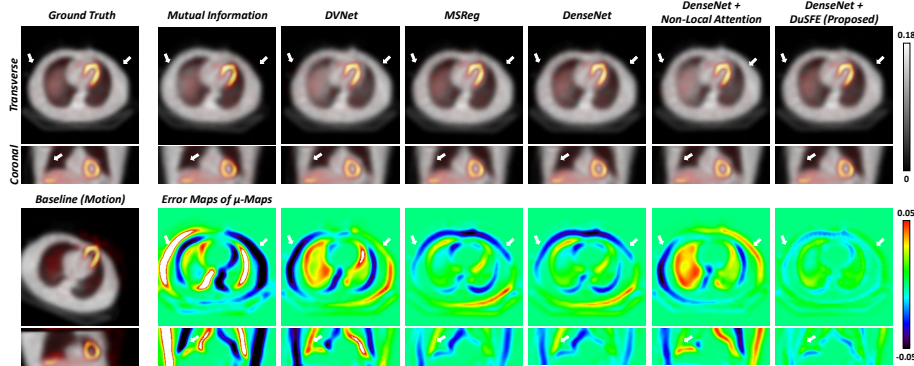 Ground Truth
Mutual Information
DVNet
MSReg
DenseNet
DenseNet +
Non-Local Attention
DenseNet +
DuSFE (Proposed)
Transverse
0.18
Coronal
0
Baseline (Motion)
Error Maps of μ-Maps
0.05
-0.05